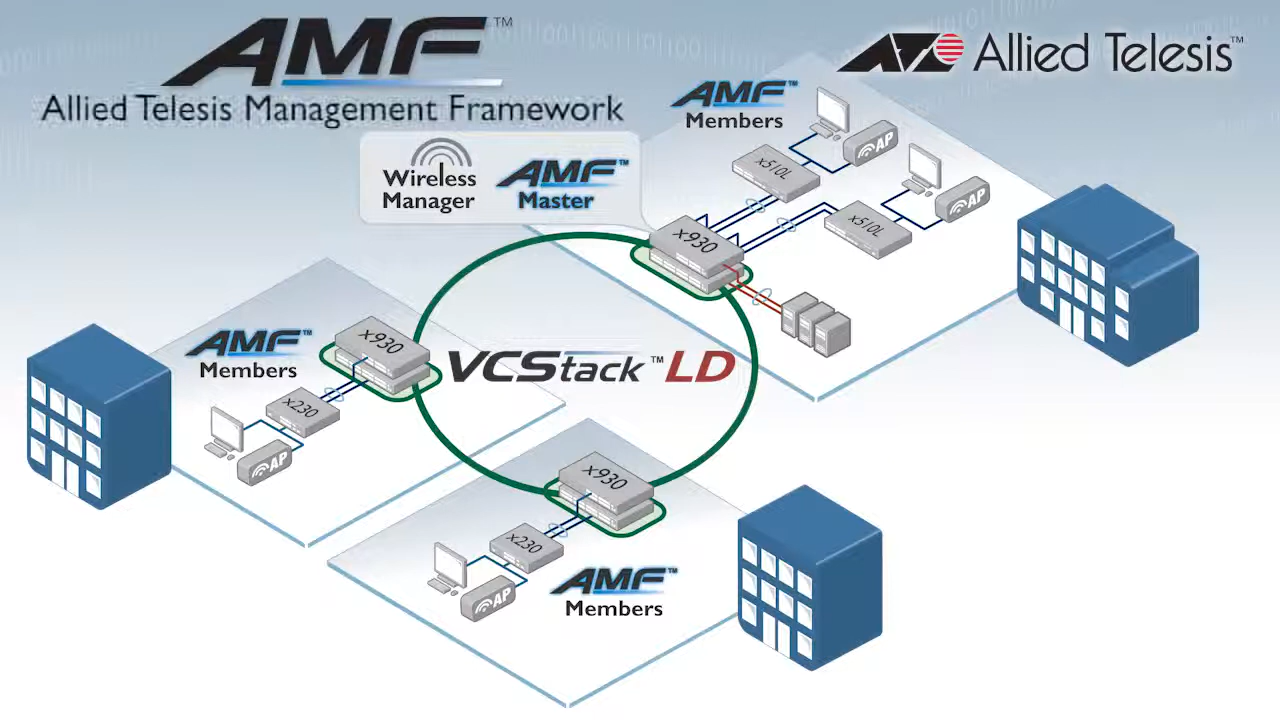 AMF™
Allied Telesis Management Framework
Allied Telesis™
AMF™
Members
AP
x510L
AP
x510L
Wireless
Manager
AMF™
Master
x930
AMF™
Members
x930
x230
AP
VCStack™LD
x930
x230
AP
AMF™
Members